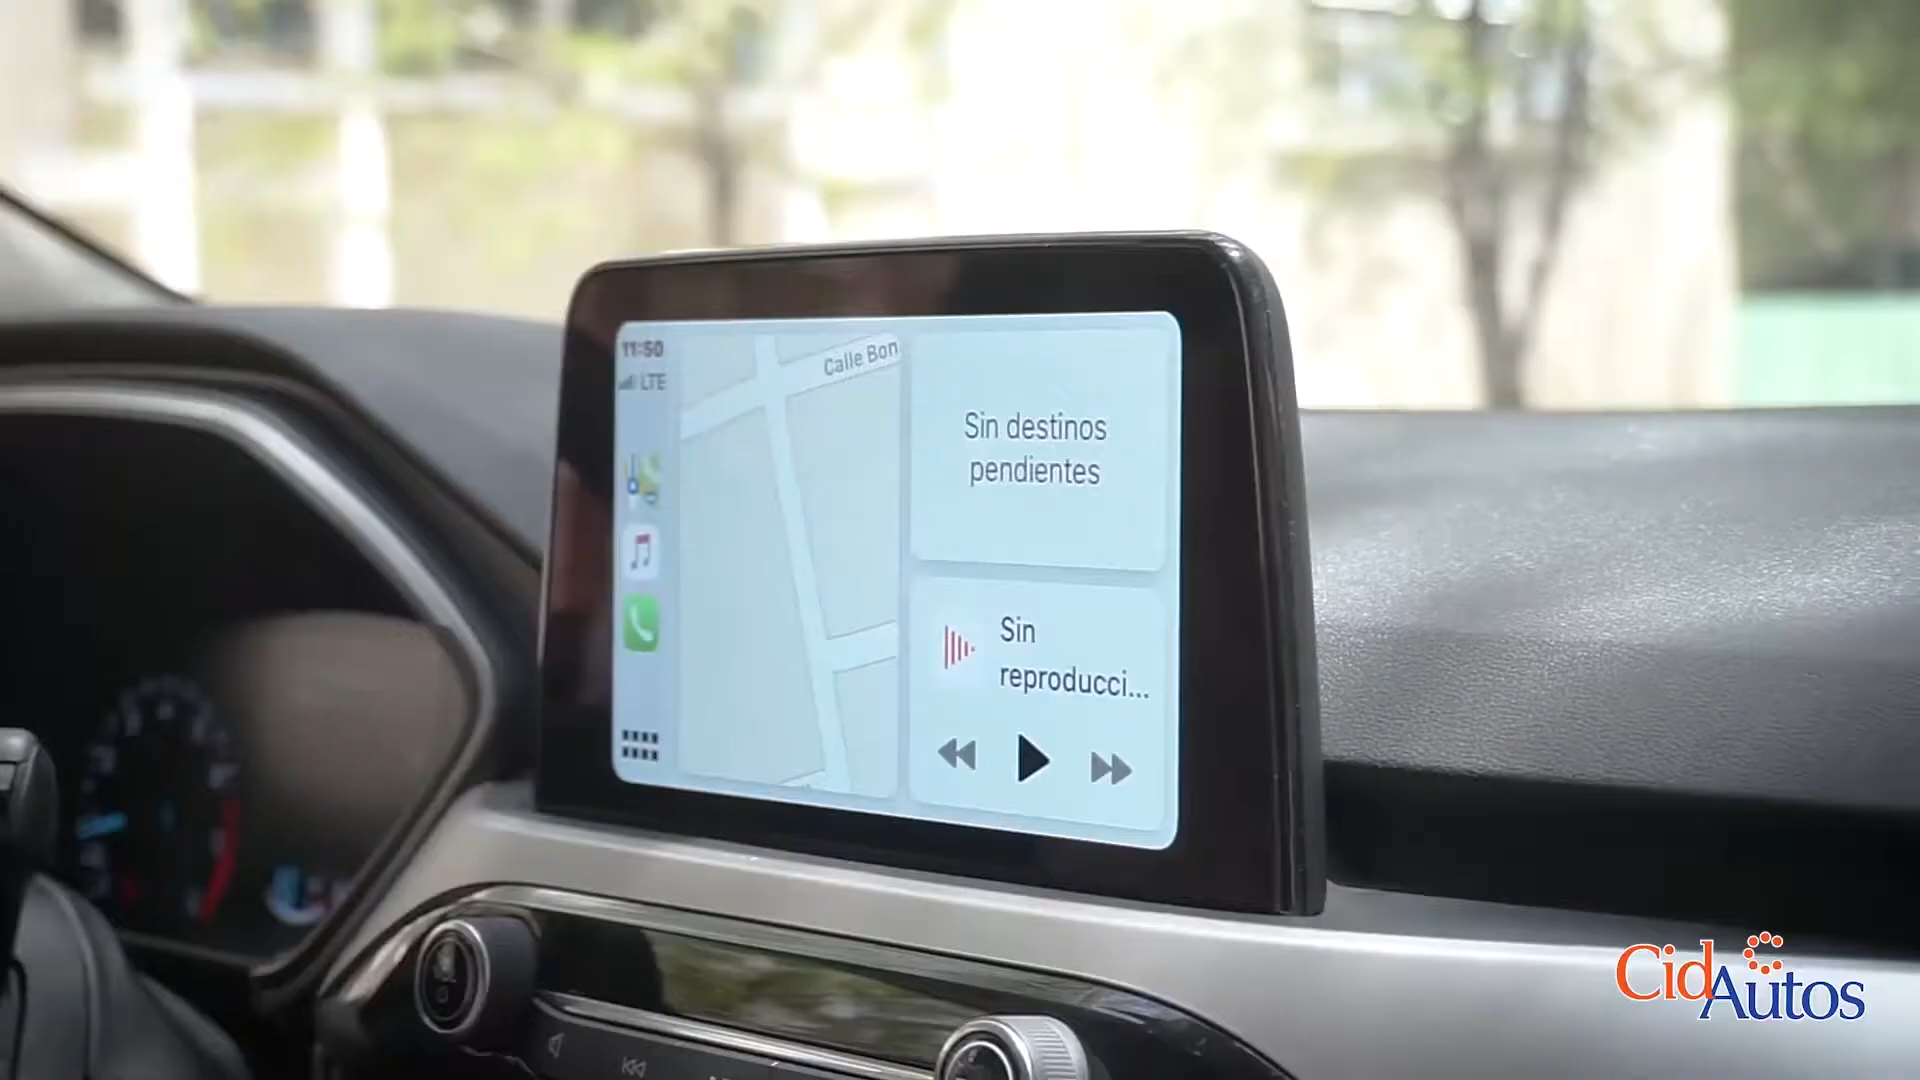 11:50
LTE
Calle Bon
Sin destinos
pendientes
Sin
reproducci...
CidAutos